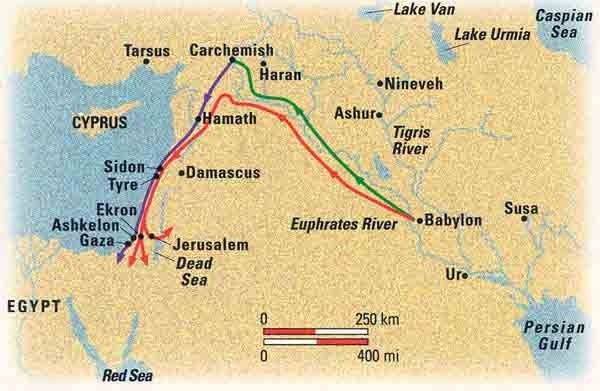 Lake Van
Caspian
Sea
Lake Urmia
Tarsus
Carchemish
Haran
Nineveh
CYPRUS
Hamath
Ashur
Tigris
River
Sidon
Tyre
Damascus
Ekron
Ashkelon
Gaza
Jerusalem
Dead
Sea
Euphrates River
Babylon
Susa
Ur
EGYPT
0 250 km
0 400 mi
Persian
Gulf
Red Sea